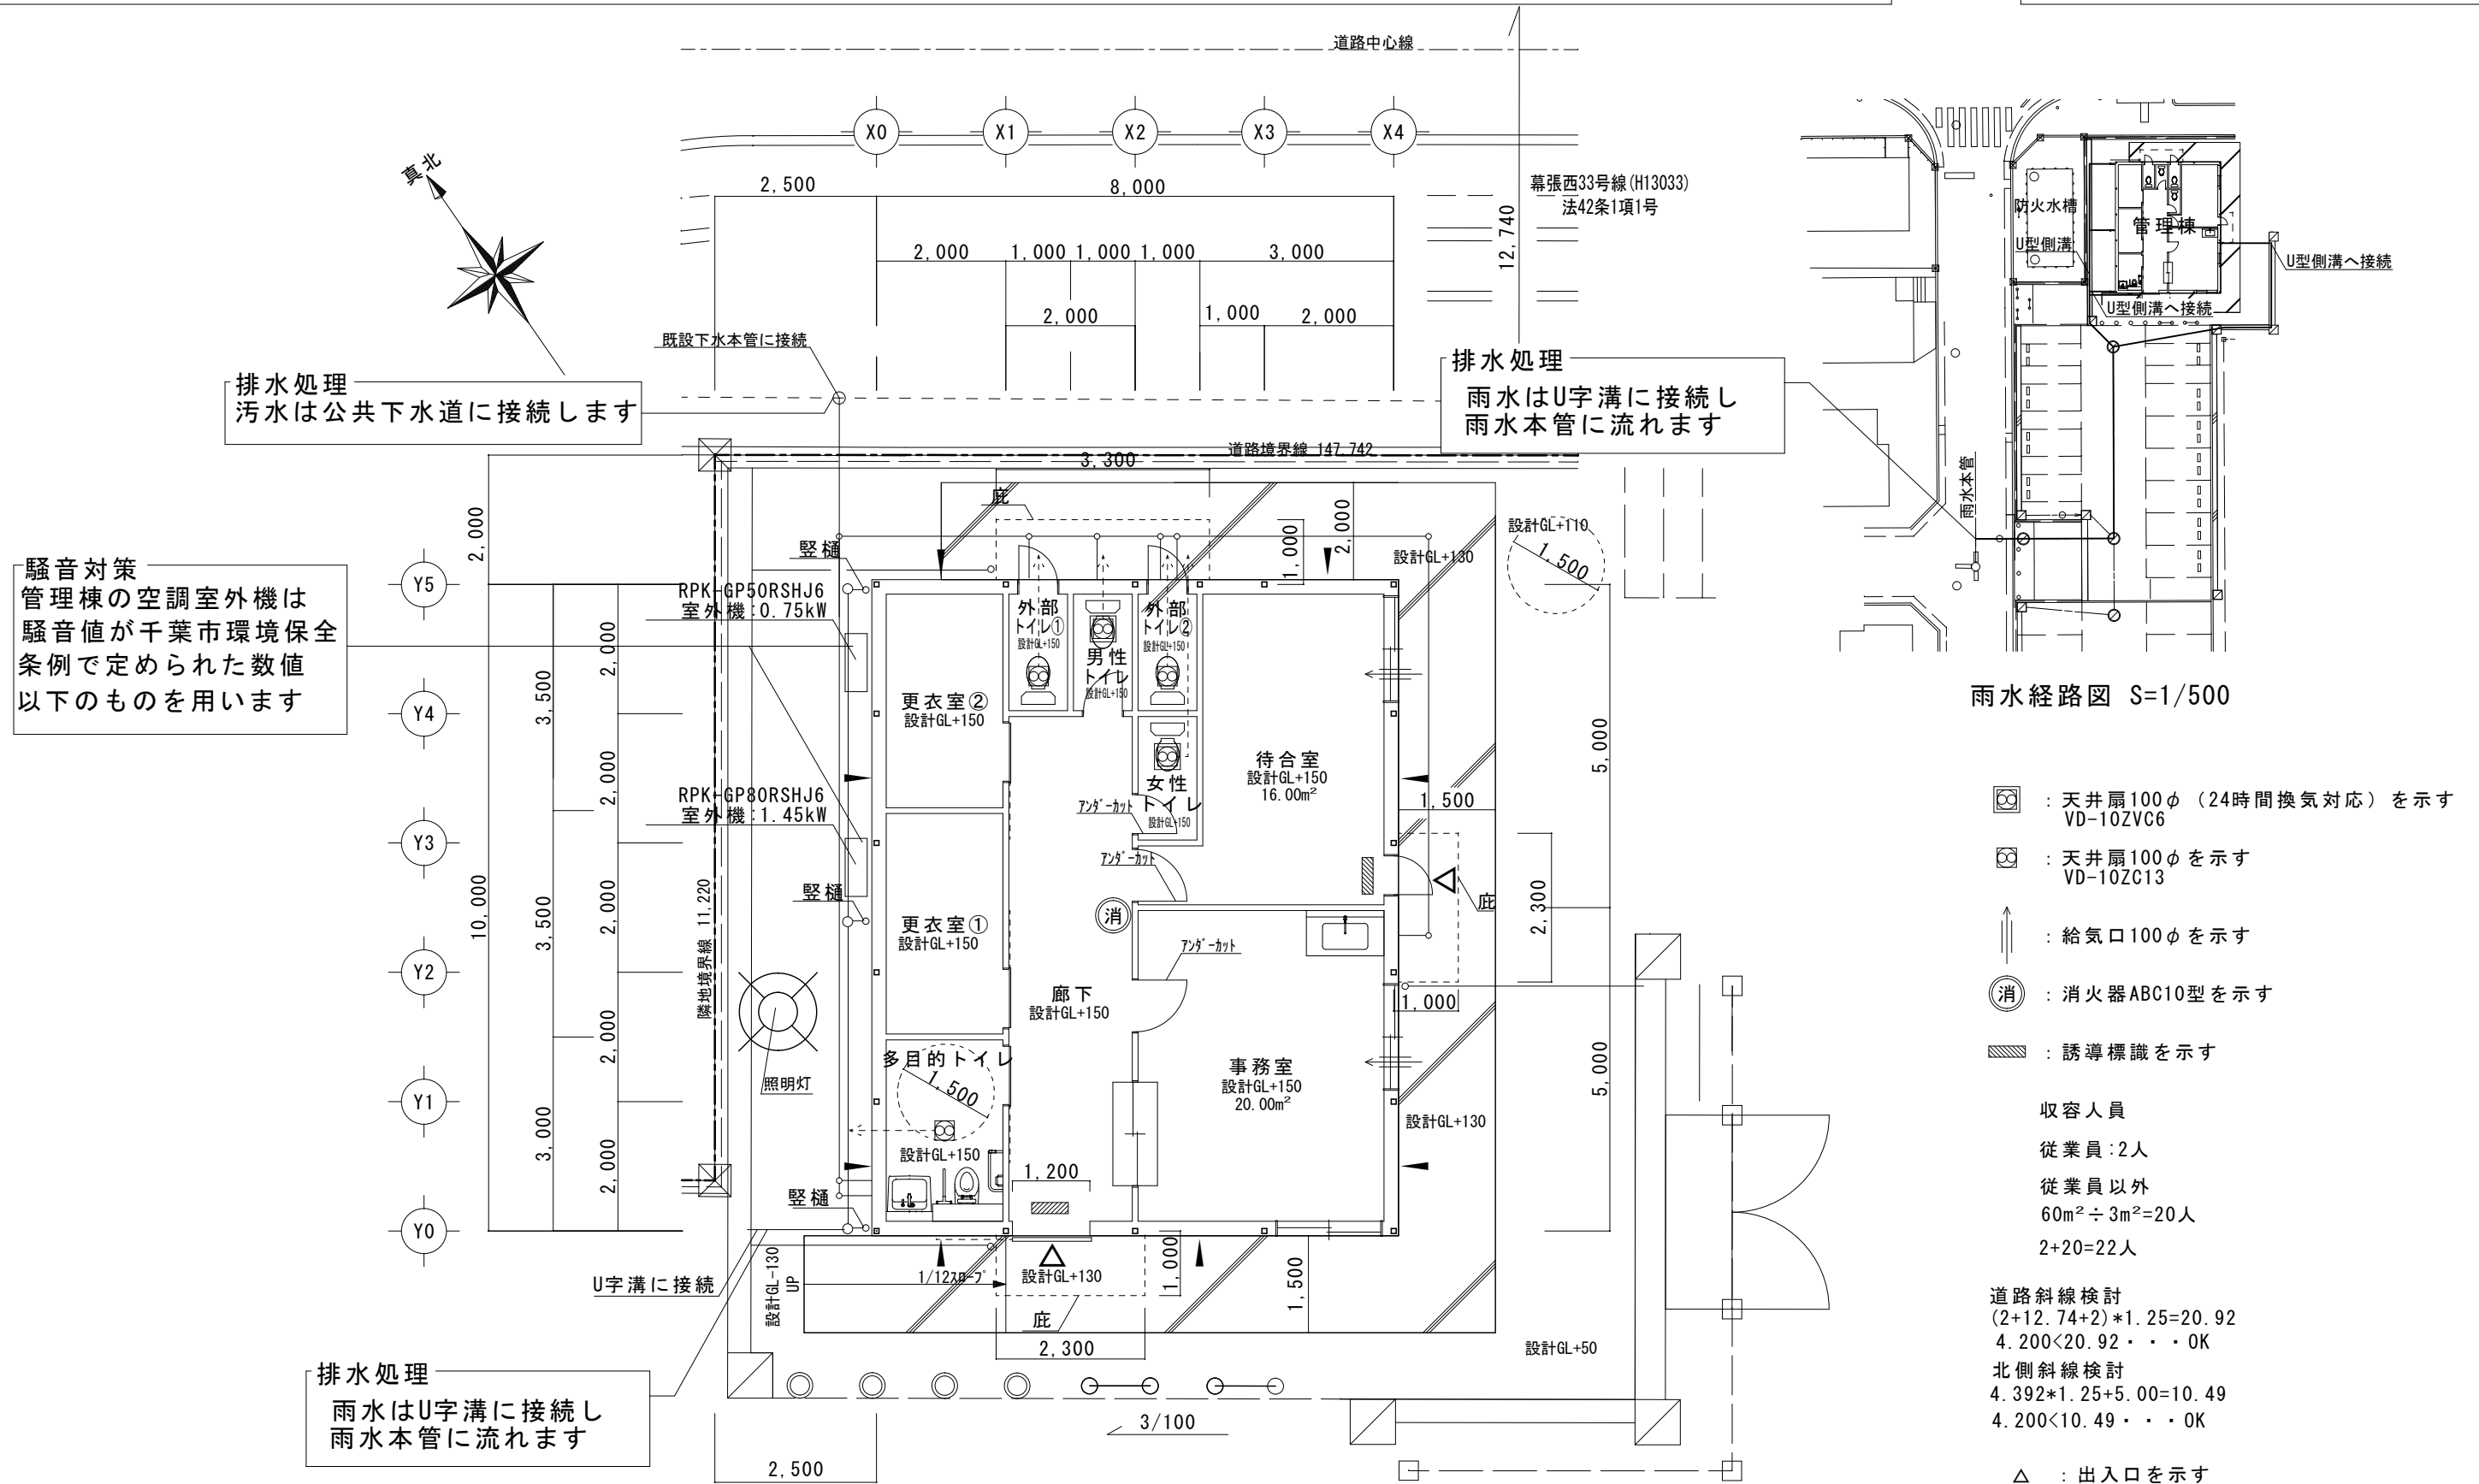 道路中心線
X0
X1
X2
X3
X4
真北
2,500
8,000
幕張西33号線(H13033)
法42条1項1号
12,740
2,000
1,000
1,000
1,000
3,000
2,000
1,000
2,000
既設下水本管に接続
排水処理
汚水は公共下水道に接続します
排水処理
雨水はU字溝に接続し
雨水本管に流れます
道路境界線 147.742
3,300
庇
2,000
1,000
設計GL+130
設計GL+110
1,500
2,000
竪樋
騒音対策
管理棟の空調室外機は
騒音値が千葉市環境保全
条例で定められた数値
以下のものを用います
Y5
Y4
Y3
Y2
Y1
Y0
10,000
3,500
3,500
3,000
2,000
2,000
2,000
2,000
2,000
RPK-GP50RSHJ6
室外機:0.75kW
RPK-GP80RSHJ6
室外機:1.45kW
竪樋
隣地境界線 11,220
照明灯
竪樋
外部
トイレ①
設計GL+150
男性
トイレ
設計GL+150
外部
トイレ②
設計GL+150
更衣室②
設計GL+150
女性
トイレ
設計GL+150
待合室
設計GL+150
16.00m²
アンダーカット
アンダーカット
アンダーカット
更衣室①
設計GL+150
消
廊下
設計GL+150
多目的トイレ
1,500
設計GL+150
事務室
設計GL+150
20.00m²
1,200
1,500
庇
2,300
1,000
5,000
5,000
設計GL+130
U字溝に接続
設計GL-130
UP
1/12スロープ
設計GL+130
1,000
1,500
庇
2,300
設計GL+50
排水処理
雨水はU字溝に接続し
雨水本管に流れます
2,500
3/100
防火水槽
管理棟
U型側溝
U型側溝へ接続
U型側溝へ接続
雨水本管
雨水経路図 S=1/500
：天井扇100φ（24時間換気対応）を示す
VD-10ZVC6
：天井扇100φを示す
VD-10ZC13
：給気口100φを示す
消 ：消火器ABC10型を示す
：誘導標識を示す
収容人員
従業員:2人
従業員以外
60m²÷3m²=20人
2+20=22人
道路斜線検討
(2+12.74+2)*1.25=20.92
4.200<20.92・・・OK
北側斜線検討
4.392*1.25+5.00=10.49
4.200<10.49・・・OK
△ ：出入口を示す